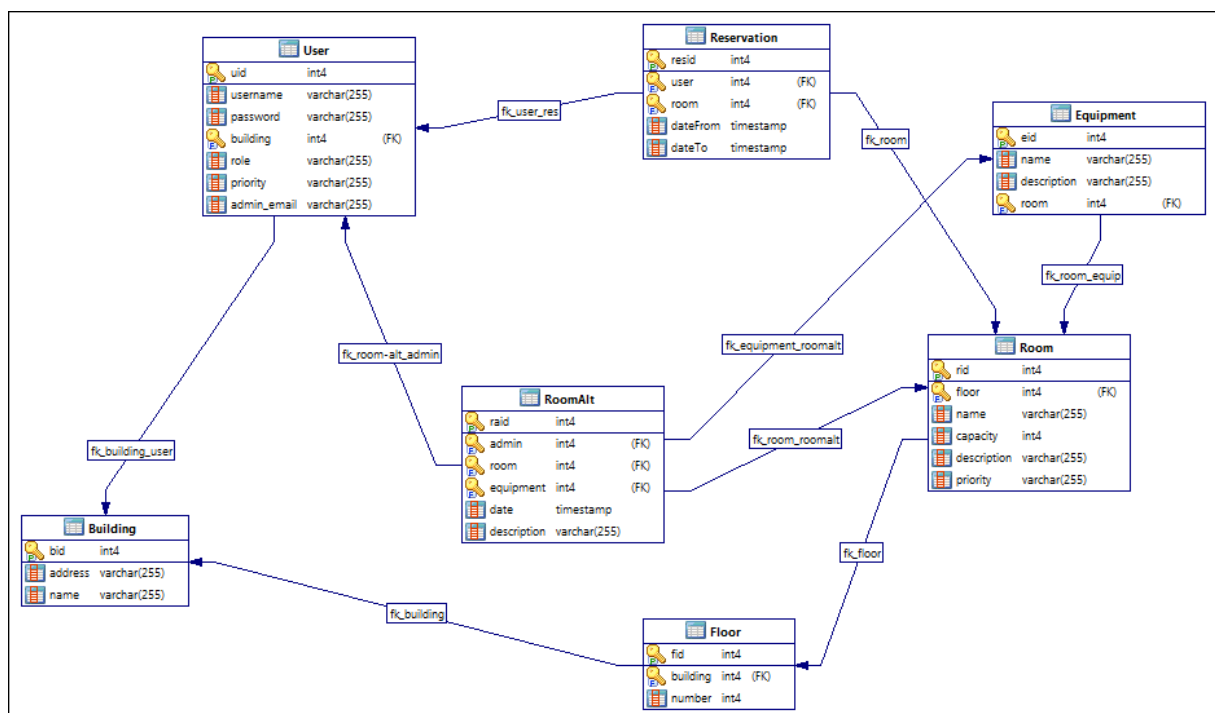 User
uid int4
username varchar(255)
password varchar(255)
building int4 (FK)
role varchar(255)
priority varchar(255)
admin_email varchar(255)
Reservation
resid int4
user int4 (FK)
room int4 (FK)
dateFrom timestamp
dateTo timestamp
Equipment
eid int4
name varchar(255)
description varchar(255)
room int4 (FK)
fk_user_res
fk_room
fk_room_equip
fk_room-alt_admin
fk_equipment_roomalt
Room
rid int4
floor int4 (FK)
name varchar(255)
capacity int4
description varchar(255)
priority varchar(255)
RoomAlt
raid int4
admin int4 (FK)
room int4 (FK)
equipment int4 (FK)
date timestamp
description varchar(255)
fk_room_roomalt
fk_building_user
Building
bid int4
address varchar(255)
name varchar(255)
fk_floor
fk_building
Floor
fid int4
building int4 (FK)
number int4